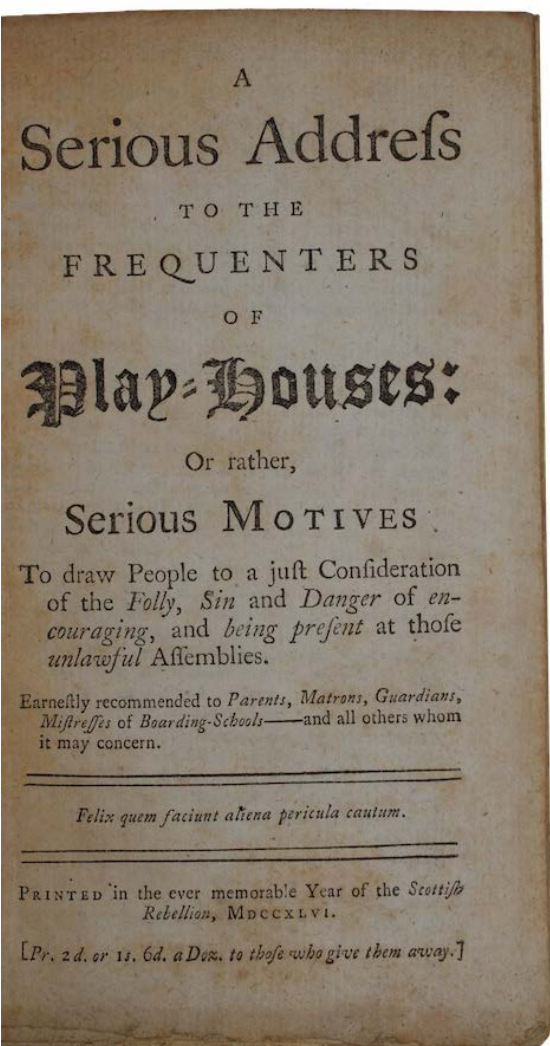 A
Serious Addreſs
TO THE
FREQUENTERS
OF
Play-Houses:
Or rather,
Serious MOTIVES
To draw People to a juſt Conſideration
of the Folly, Sin and Danger of en-
couraging, and being preſent at thoſe
unlawful Aſſemblies.
Earneſtly recommended to Parents, Matrons, Guardians,
Miſtreſſes of Boarding-Schools——and all others whom
it may concern.
Felix quem faciunt aliena pericula cautum.
PRINTED in the ever memorable Year of the Scottiſh
Rebellion, MDCCXLVI.
[Pr. 2d. or 1s. 6d. a Doz. to thoſe who give them away.]